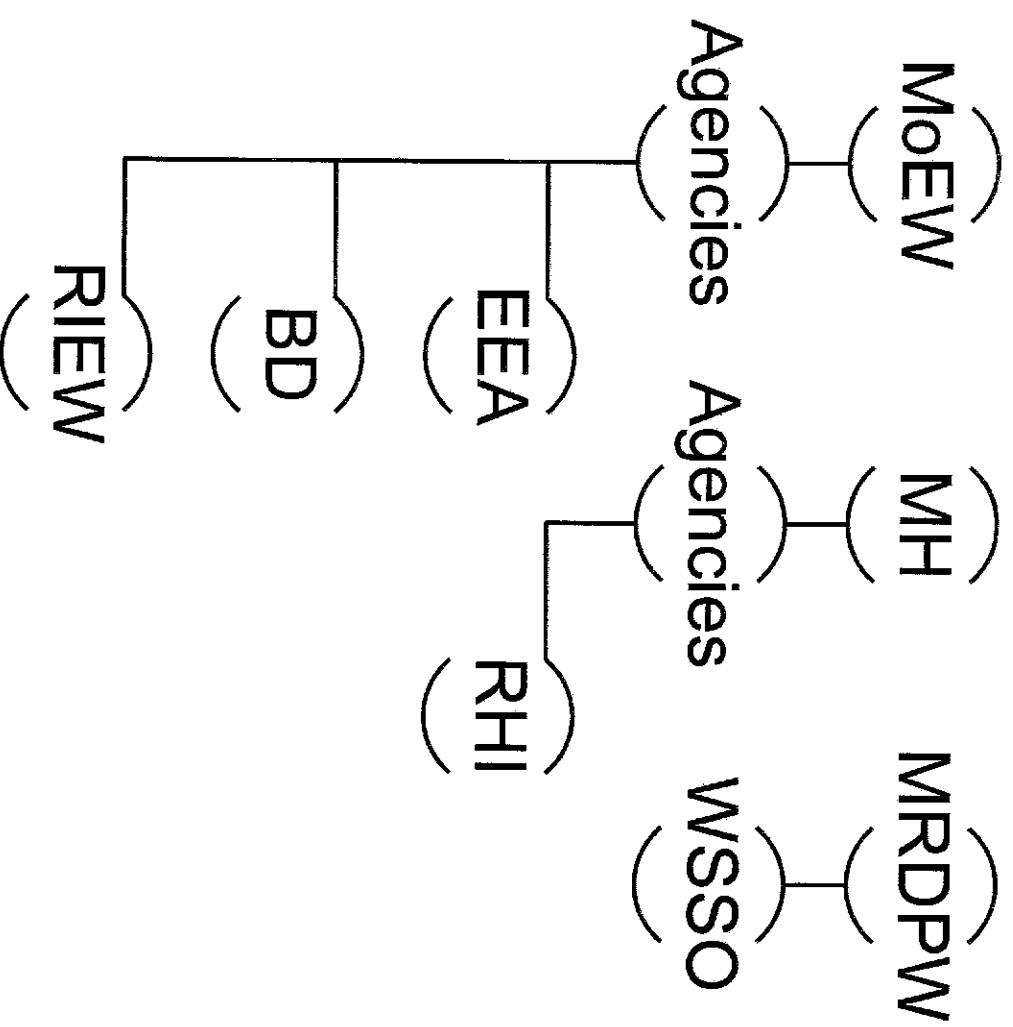 MoEW
MH
MRDPW
Agencies
Agencies
WSSO
EEA
RHI
BD
RIEW